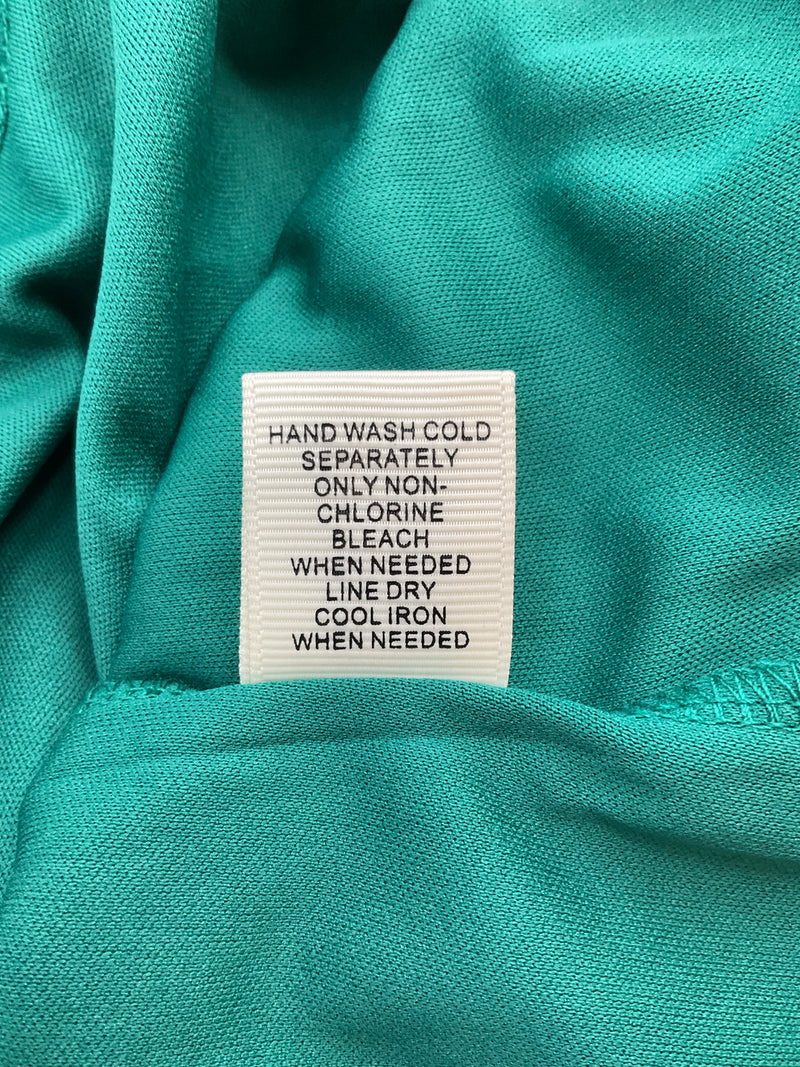 HAND WASH COLD
SEPARATELY
ONLY NON-
CHLORINE
BLEACH
WHEN NEEDED
LINE DRY
COOL IRON
WHEN NEEDED